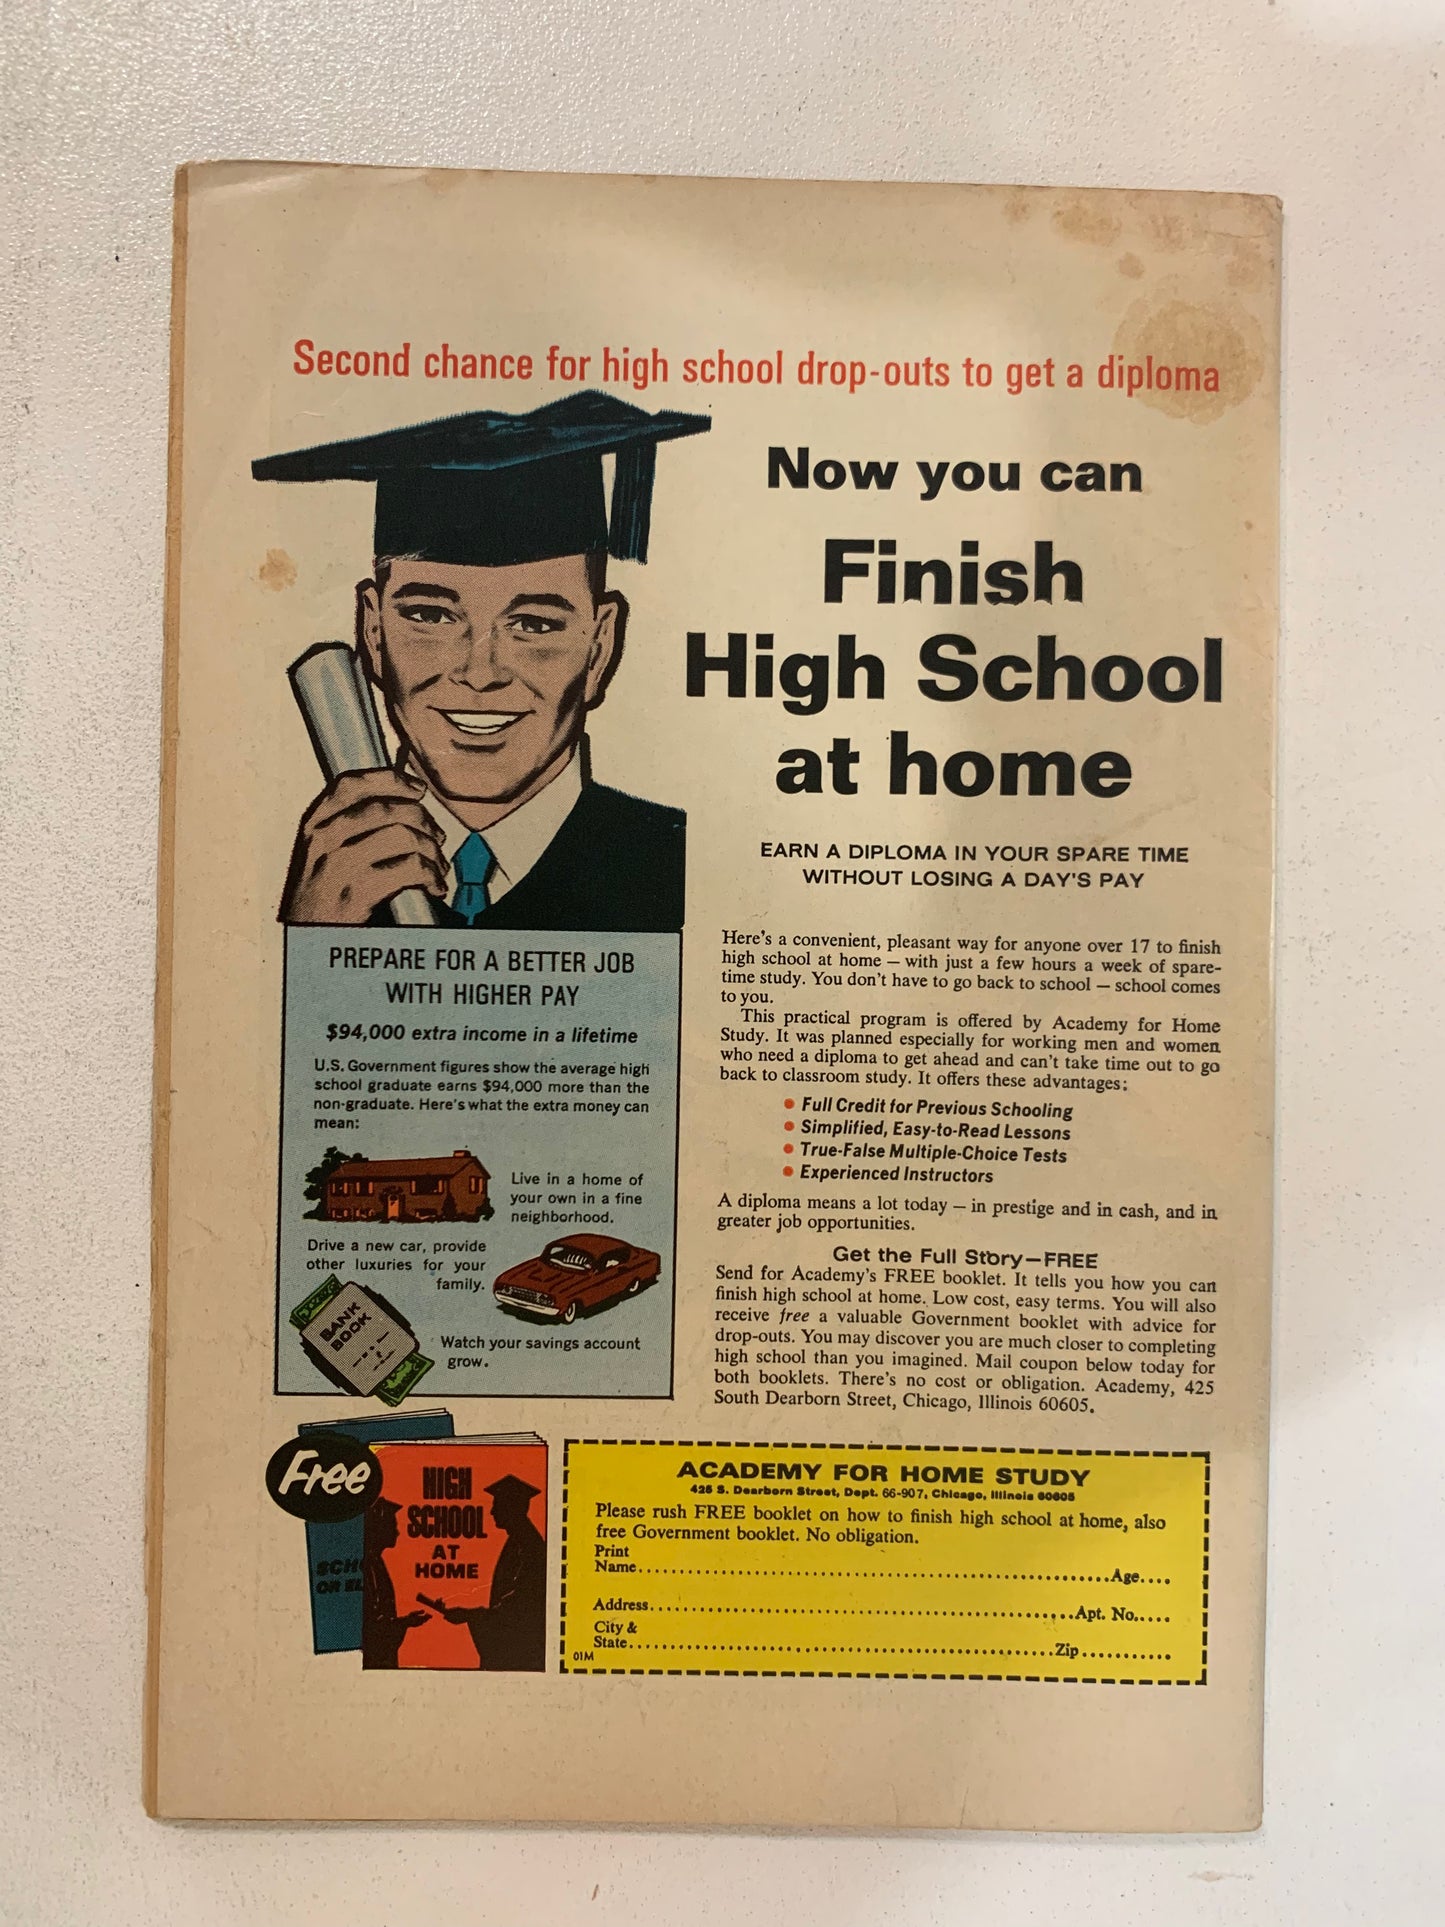 Second chance for high school drop-outs to get a diploma
Now you can
Finish
High School
at home
EARN A DIPLOMA IN YOUR SPARE TIME
WITHOUT LOSING A DAY'S PAY
PREPARE FOR A BETTER JOB
WITH HIGHER PAY
$94,000 extra income in a lifetime
U.S. Government figures show the average high
school graduate earns $94,000 more than the
non-graduate. Here's what the extra money can
mean:
Live in a home of
your own in a fine
neighborhood.
Drive a new car, provide
other luxuries for your
family.
BANK
BOOK
Watch your savings account
grow.
Here's a convenient, pleasant way for anyone over 17 to finish
high school at home — with just a few hours a week of spare-
time study. You don't have to go back to school — school comes
to you.
This practical program is offered by Academy for Home
Study. It was planned especially for working men and women
who need a diploma to get ahead and can't take time out to go
back to classroom study. It offers these advantages:
• Full Credit for Previous Schooling
• Simplified, Easy-to-Read Lessons
• True-False Multiple-Choice Tests
• Experienced Instructors
A diploma means a lot today — in prestige and in cash, and in
greater job opportunities.
Get the Full Story—FREE
Send for Academy's FREE booklet. It tells you how you can
finish high school at home. Low cost, easy terms. You will also
receive free a valuable Government booklet with advice for
drop-outs. You may discover you are much closer to completing
high school than you imagined. Mail coupon below today for
both booklets. There's no cost or obligation. Academy, 425
South Dearborn Street, Chicago, Illinois 60605.
Free
HIGH
SCHOOL
AT
HOME
ACADEMY FOR HOME STUDY
425 S. Dearborn Street, Dept. 66-907, Chicago, Illinois 60605
Please rush FREE booklet on how to finish high school at home, also
free Government booklet. No obligation.
Print
Name..........Age....
Address..........Apt. No.....
City &
State..........Zip..........
01M